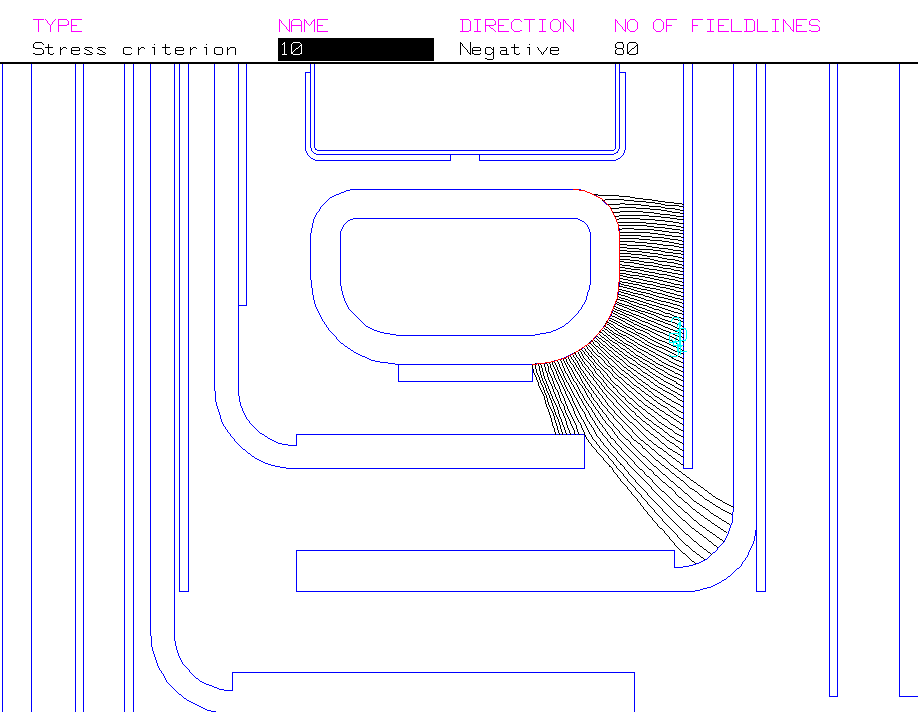 TYPE NAME DIRECTION NO OF FIELDLINES
Stress criterion 10 Negative 80